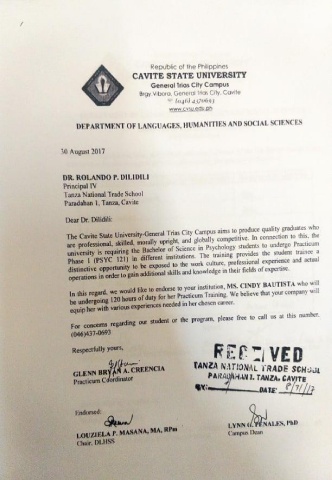 Republic of the Philippines
CAVITE STATE UNIVERSITY
General Trias City Campus
Brgy. Vibora, General Trias City, Cavite
(046) 4370693
www.cvsu.edu.ph
DEPARTMENT OF LANGUAGES, HUMANITIES AND SOCIAL SCIENCES
30 August 2017
DR. ROLANDO P. DILIDILI
Principal IV
Tanza National Trade School
Paradahan 1, Tanza, Cavite
Dear Dr. Dilidili:
The Cavite State University-General Trias City Campus aims to produce quality graduates who
are professional, skilled, morally upright, and globally competitive. In connection to this, the
university is requiring the Bachelor of Science in Psychology students to undergo Practicum
Phase I (PSYC 121) in different institutions. The training provides the student trainee a
distinctive opportunity to be exposed to the work culture, professional experience and actual
operations in order to gain additional skills and knowledge in their fields of expertise.
In this regard, we would like to endorse to your institution, MS. CINDY BAUTISTA who will
be undergoing 120 hours of duty for her Practicum Training. We believe that your company will
equip her with various experiences needed in her chosen career.
For concerns regarding our student or the program, please free to call us at this number.
(046)437-0693
Respectfully yours,
GLENN BRYAN A. CREENCIA
Practicum Coordinator
RECEIVED
TANZA NATIONAL TRADE SCHOOL
PARADAHAN I, TANZA, CAVITE
BY: DATE: 8/31/17
Endorsed:
LOUZIELA P. MASANA, MA, RPm
Chair, DLHSS
LYNN G. PENALES, PhD
Campus Dean